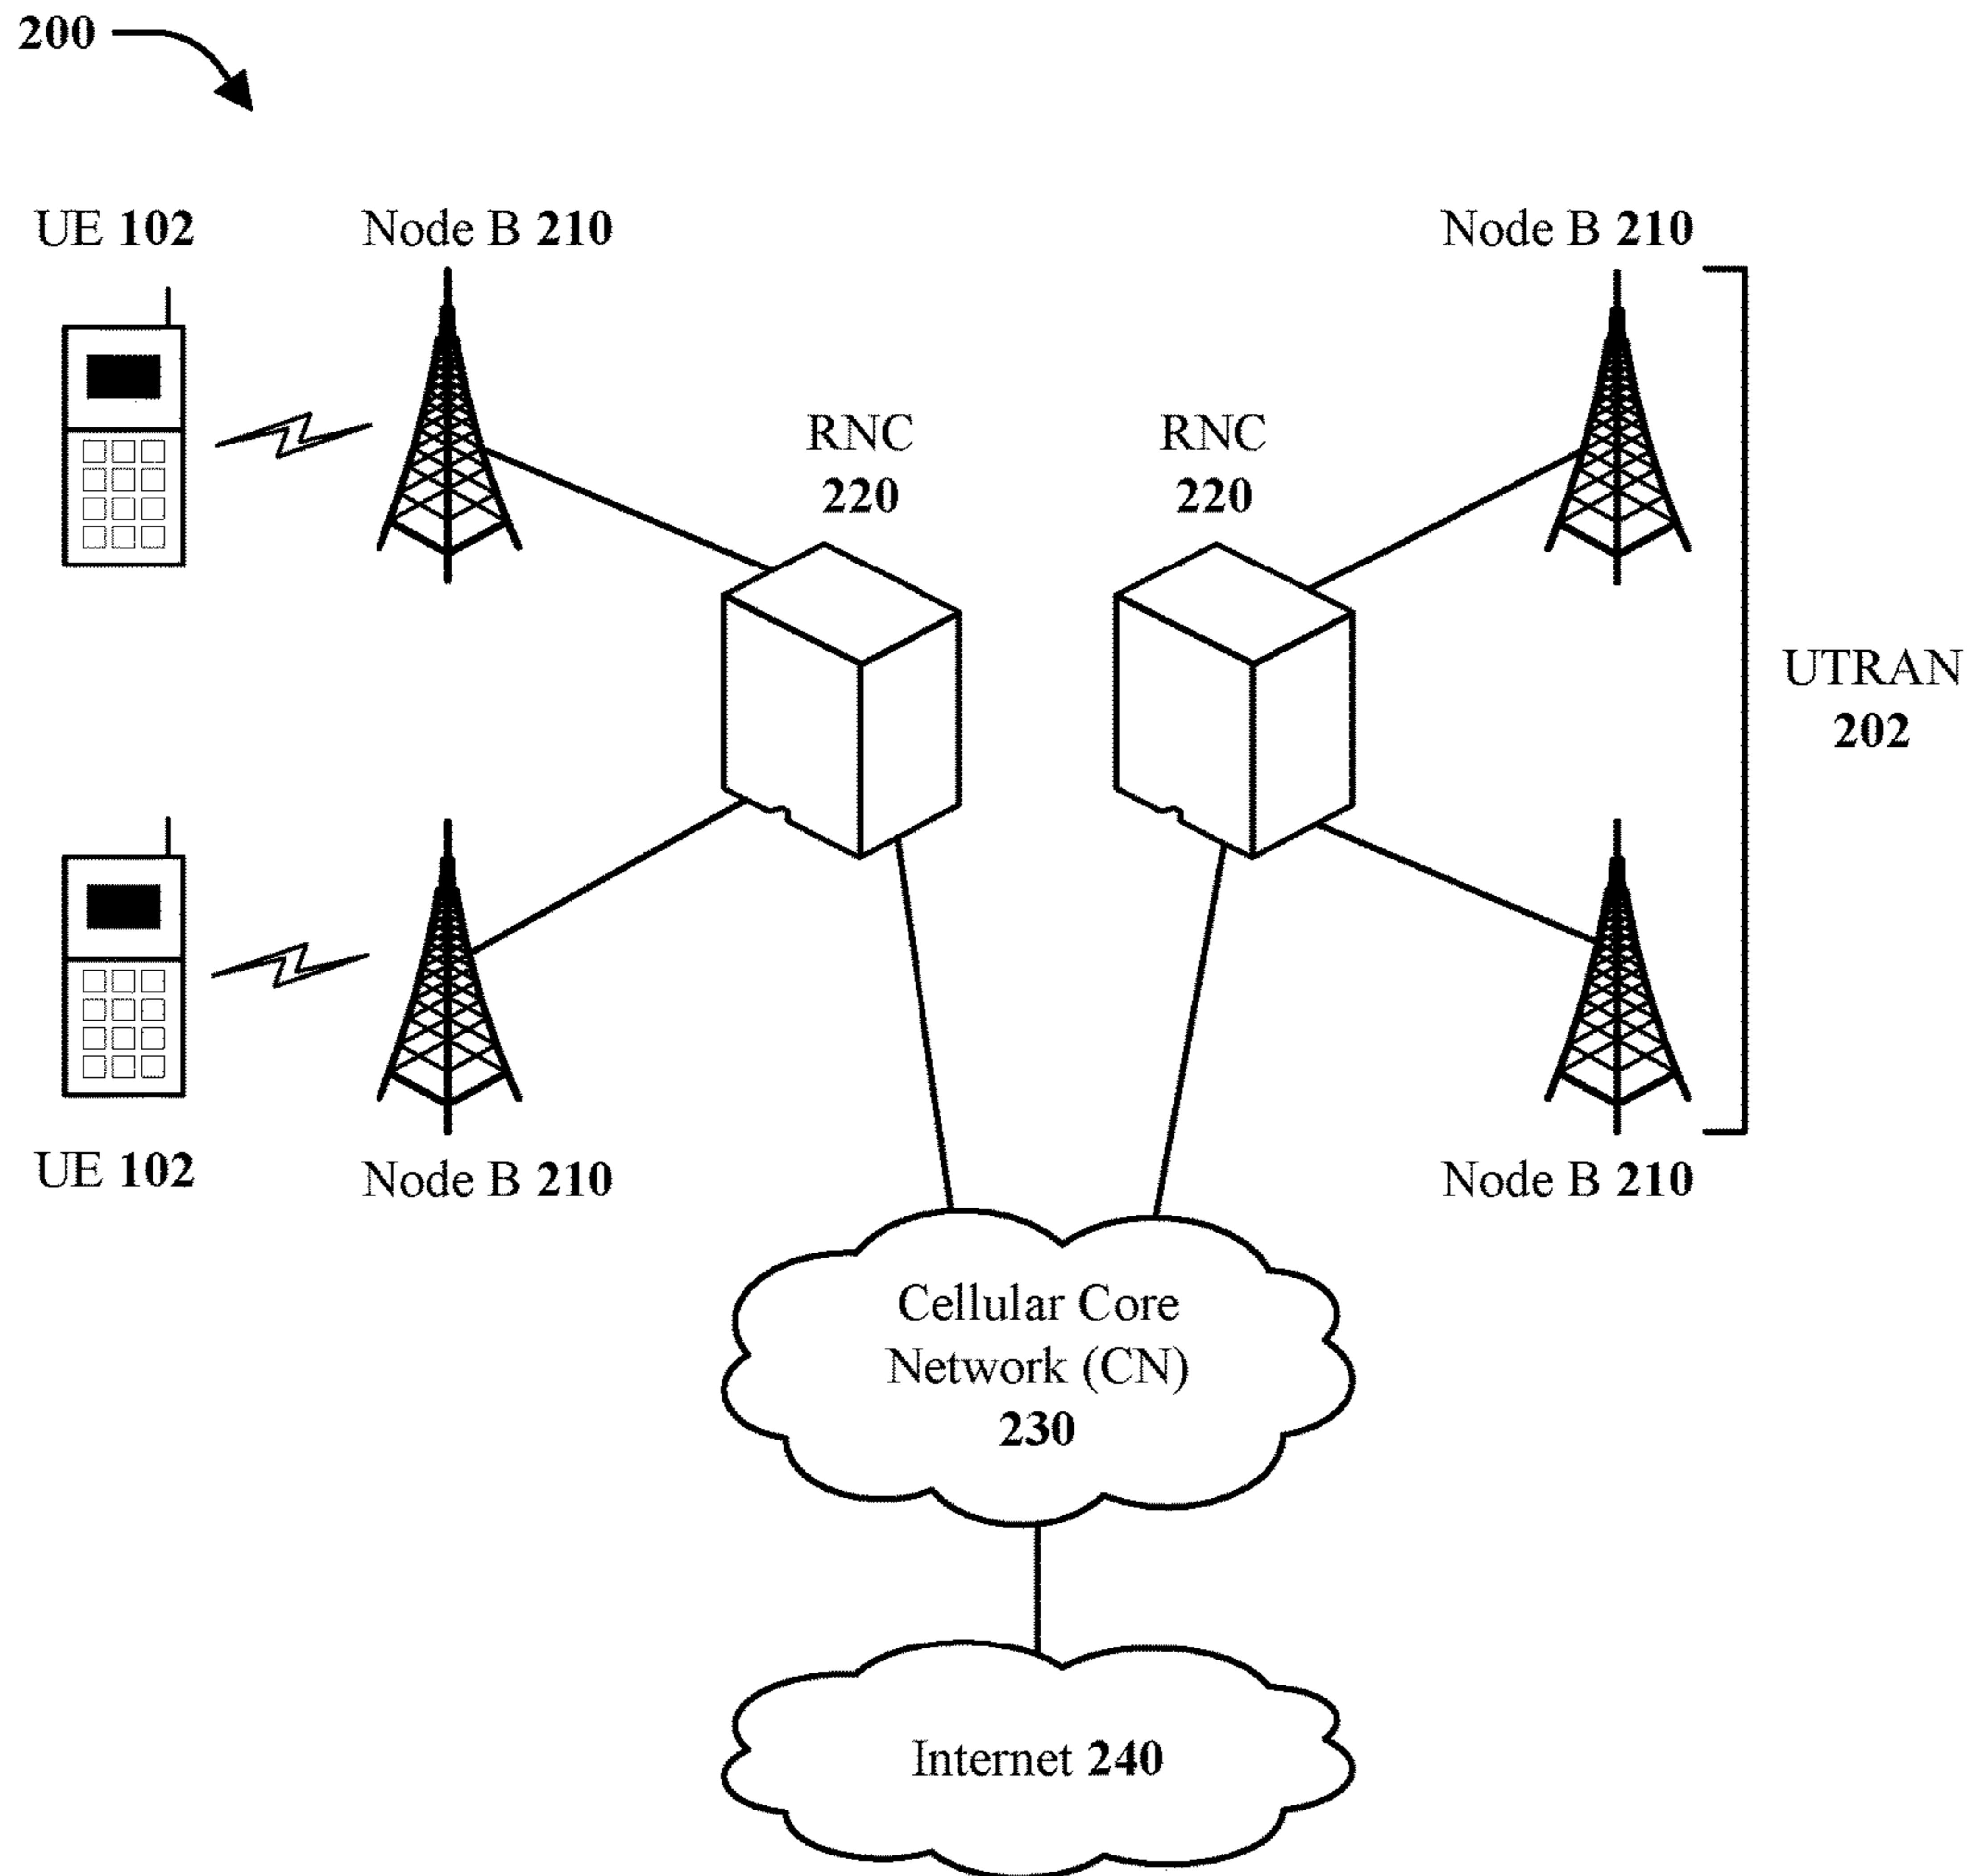 200
UE 102
Node B 210
Node B 210
RNC
220
RNC
220
UTRAN
202
UE 102
Node B 210
Node B 210
Cellular Core
Network (CN)
230
Internet 240